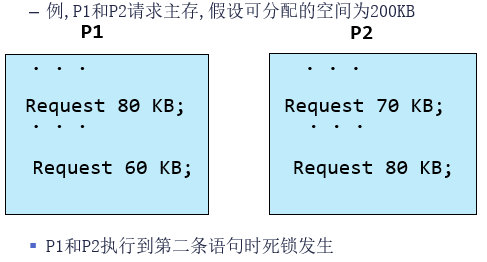 – 例,P1和P2请求主存,假设可分配的空间为200KB
P1 P2
. . . . . .
Request 80 KB; Request 70 KB;
. . . . . .
Request 60 KB; Request 80 KB;
▪ P1和P2执行到第二条语句时死锁发生